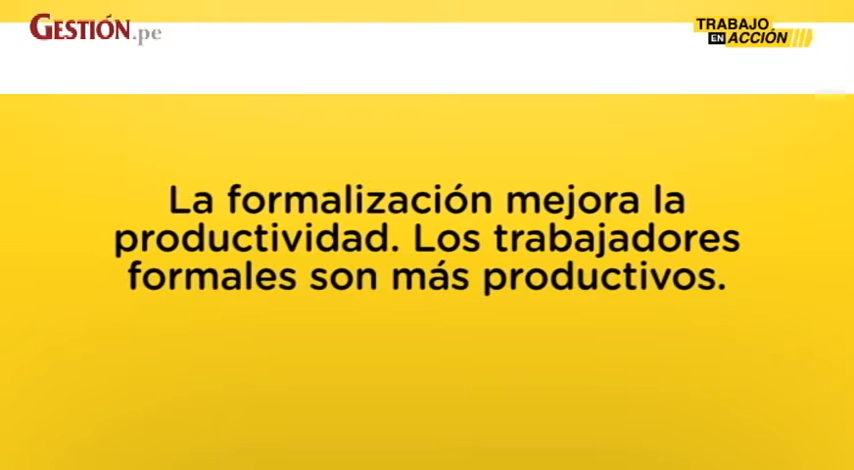 GESTIÓN.pe
TRABAJO
EN ACCIÓN
La formalización mejora la
productividad. Los trabajadores
formales son más productivos.